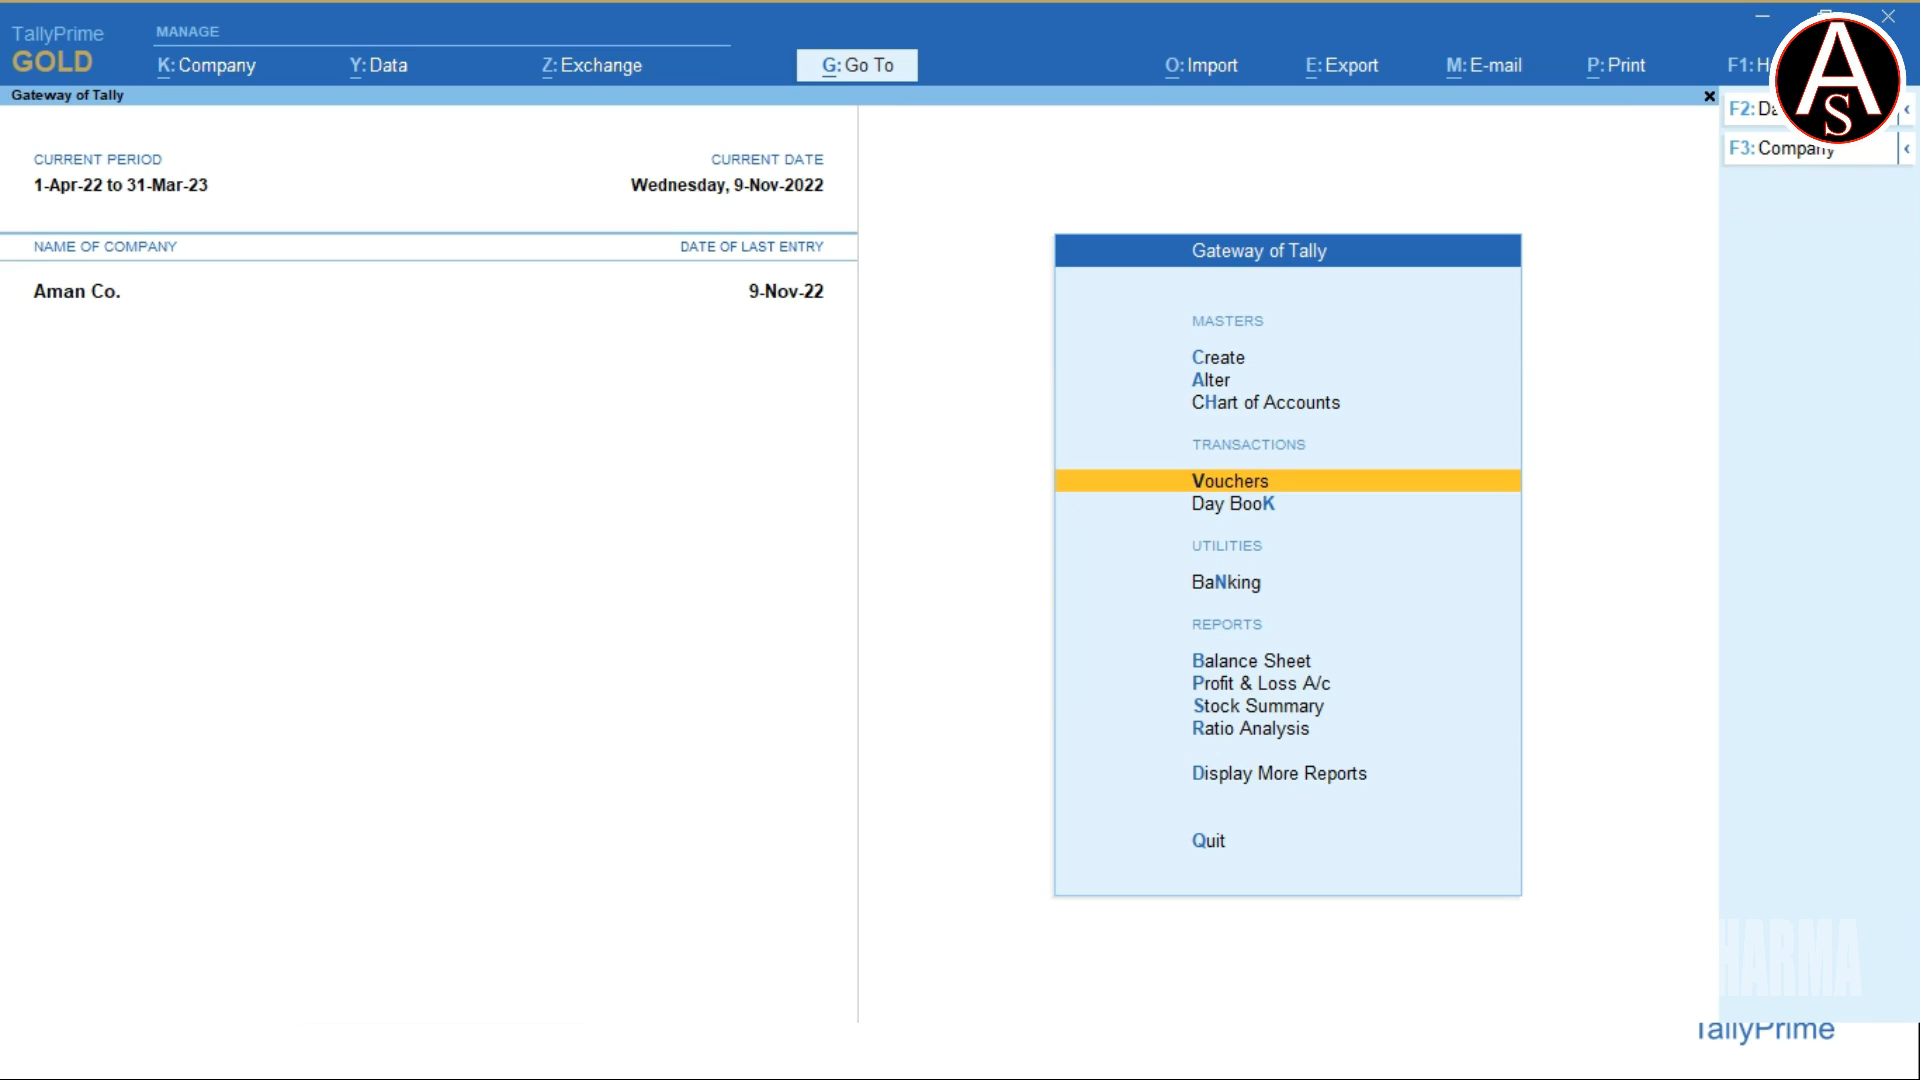 TallyPrime
GOLD
MANAGE
K: Company
Y: Data
Z: Exchange
G: Go To
O: Import
E: Export
M: E-mail
P: Print
F1: H
A
S
Gateway of Tally
F2: Da
F3: Company
CURRENT PERIOD
CURRENT DATE
1-Apr-22 to 31-Mar-23
Wednesday, 9-Nov-2022
NAME OF COMPANY
DATE OF LAST ENTRY
Aman Co.
9-Nov-22
Gateway of Tally
MASTERS
Create
Alter
CHart of Accounts
TRANSACTIONS
Vouchers
Day BooK
UTILITIES
BaNking
REPORTS
Balance Sheet
Profit & Loss A/c
Stock Summary
Ratio Analysis
Display More Reports
Quit
HARMA
TallyPrime